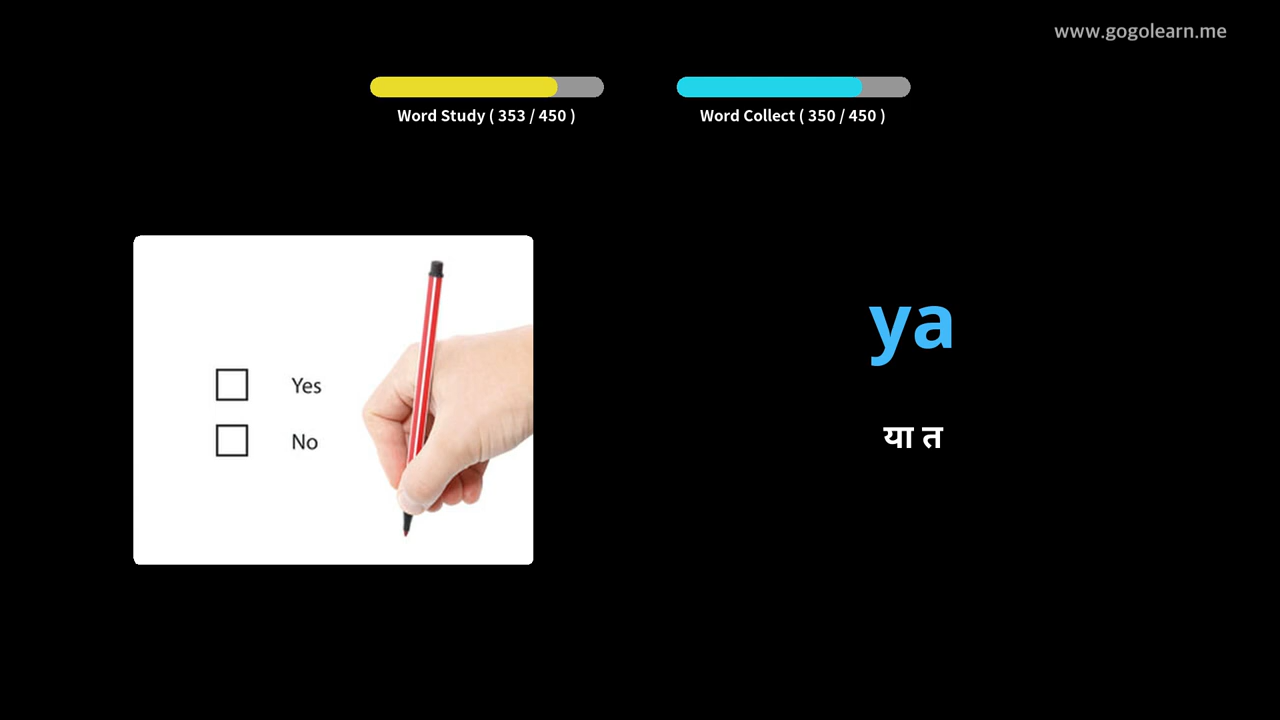 www.gogolearn.me
Word Study ( 353 / 450 )
Word Collect ( 350 / 450 )
Yes
No
ya
या त